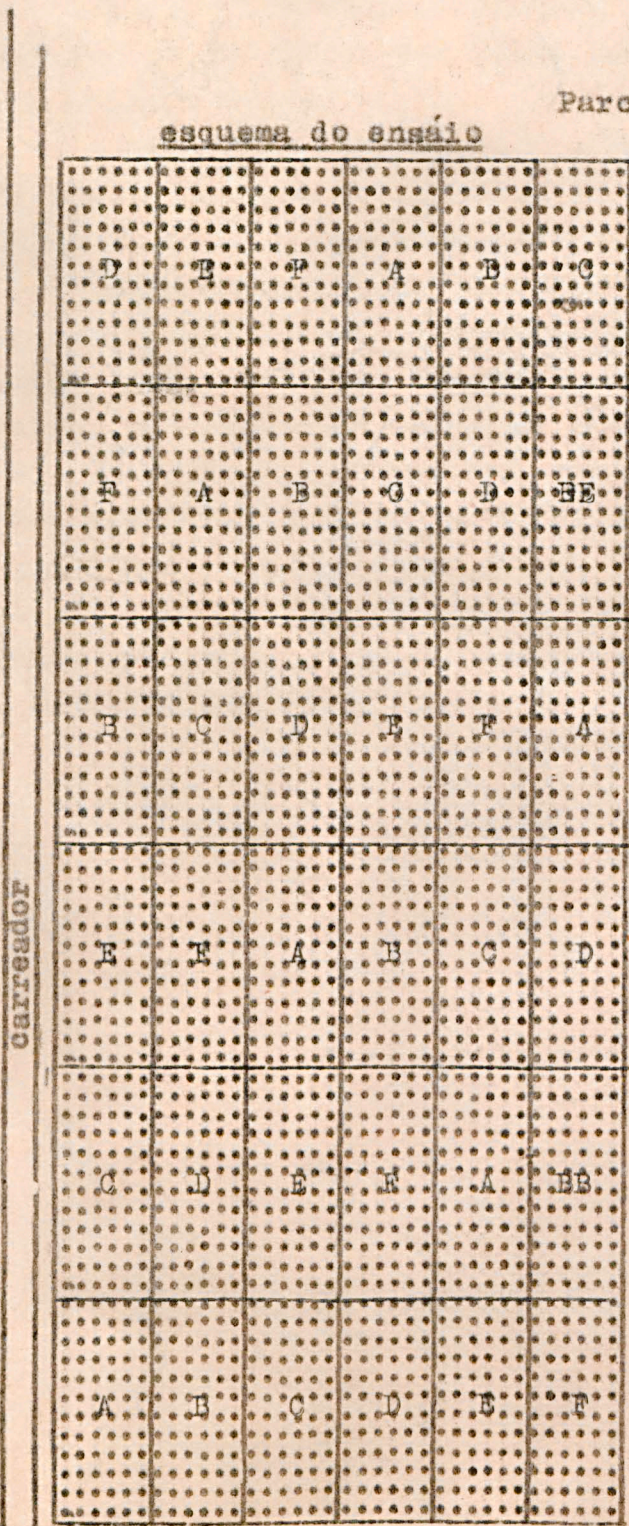 Parc
esquema do ensáio
D E F A B C
F A B C D EE
B C D E F A
E F A B C D
C D E F A BB
A B C D E F
carreador